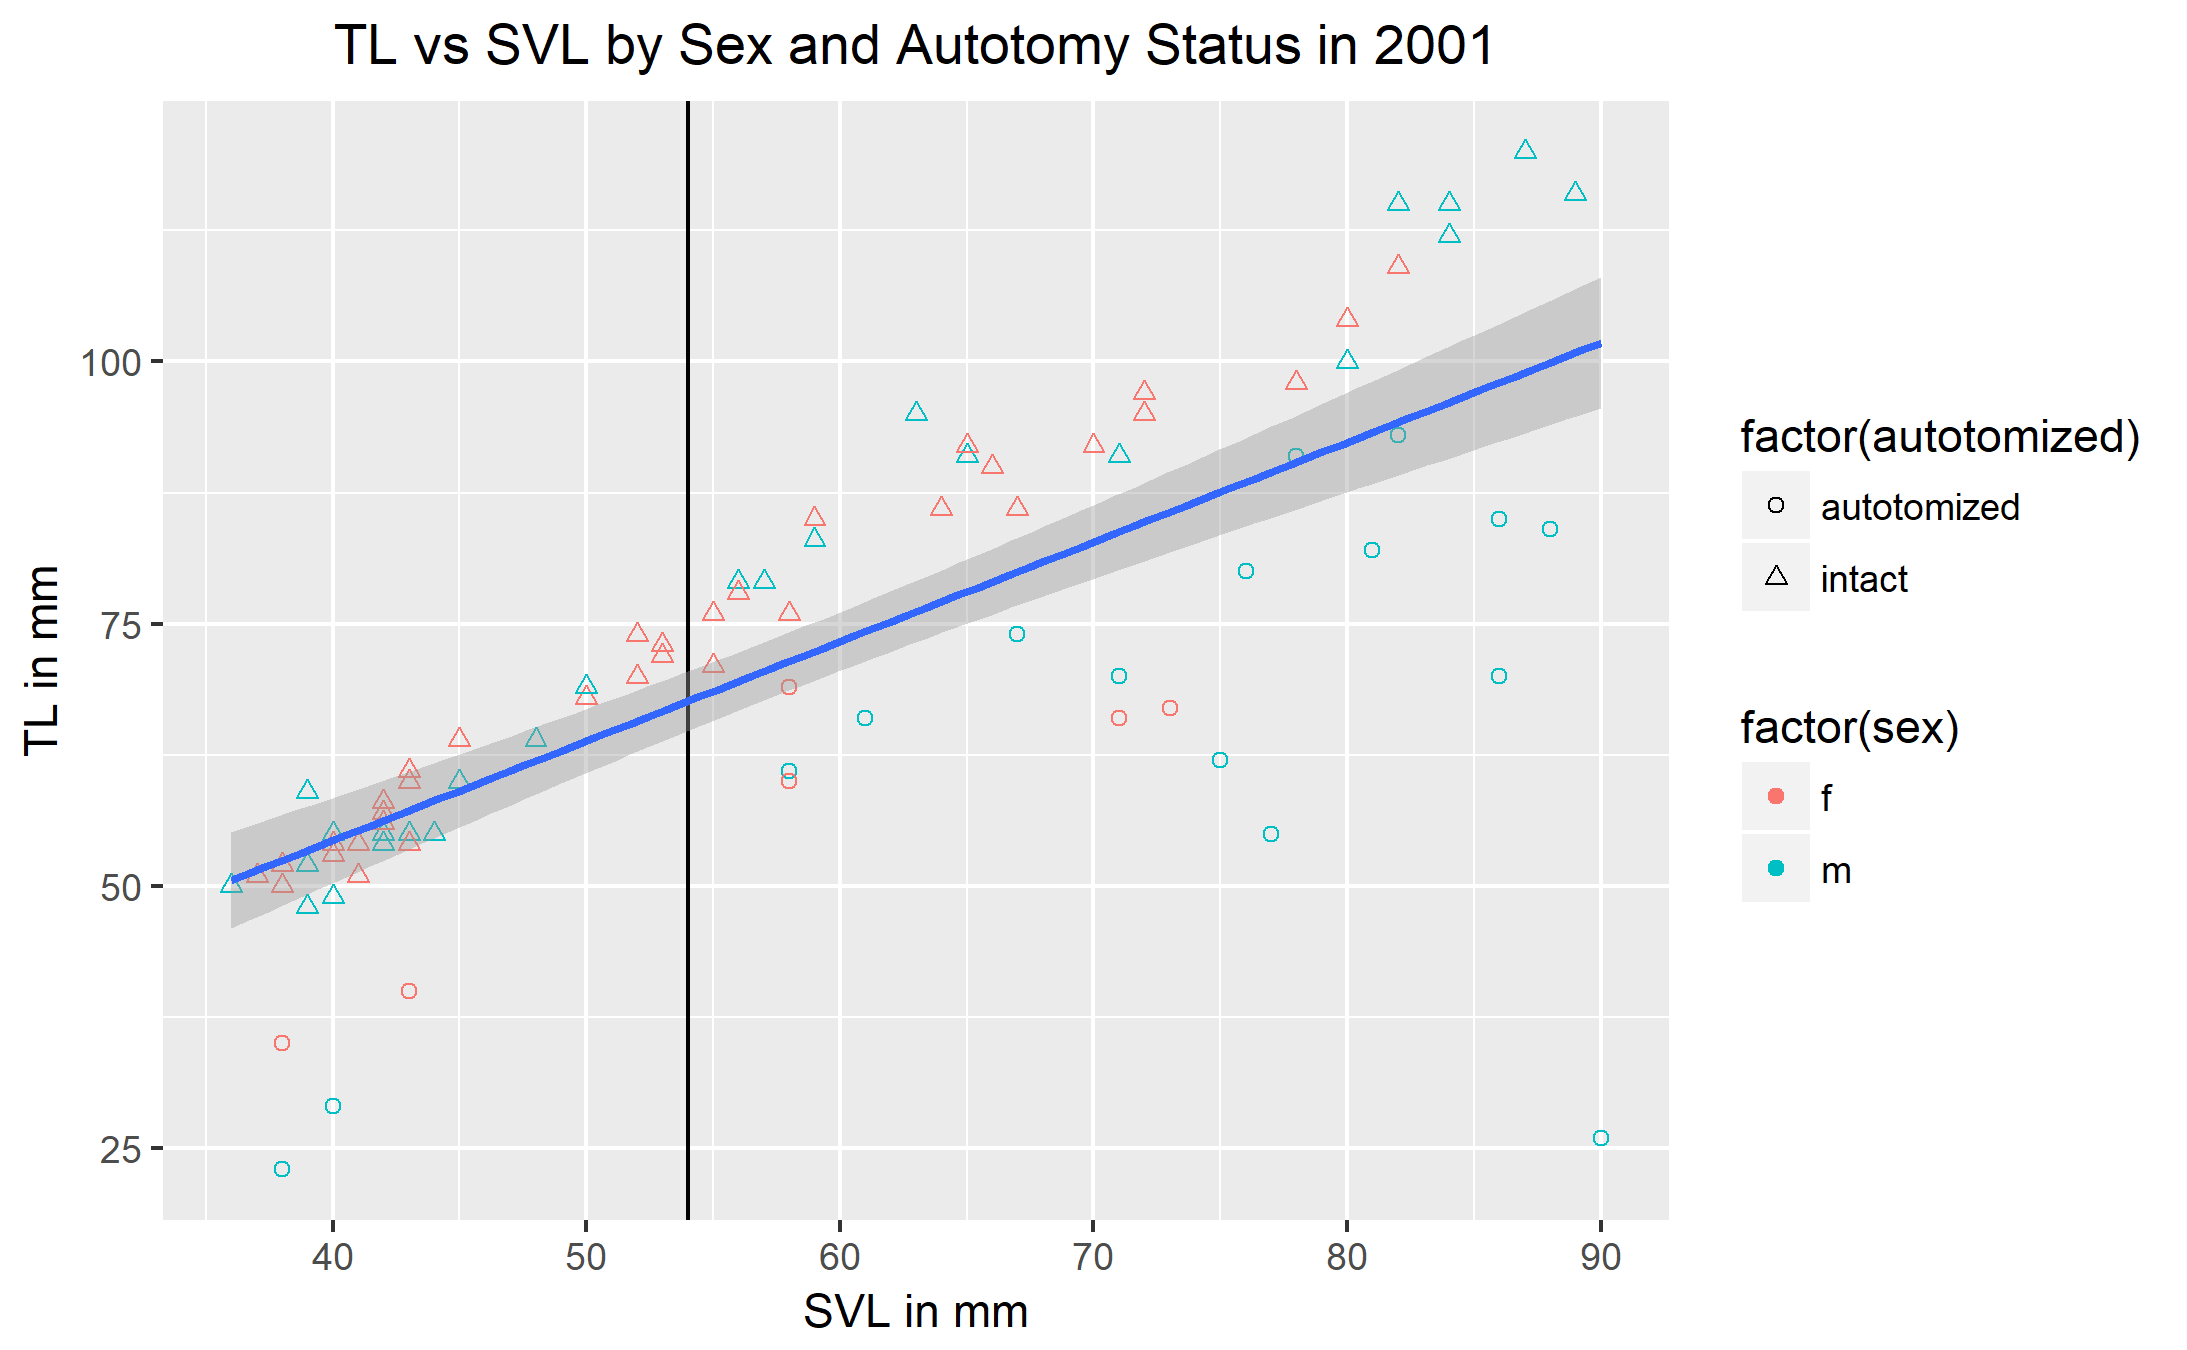 TL vs SVL by Sex and Autotomy Status in 2001
TL in mm
100
75
50
25
40 50 60 70 80 90
SVL in mm
factor(autotomized)
autotomized
intact
factor(sex)
f
m